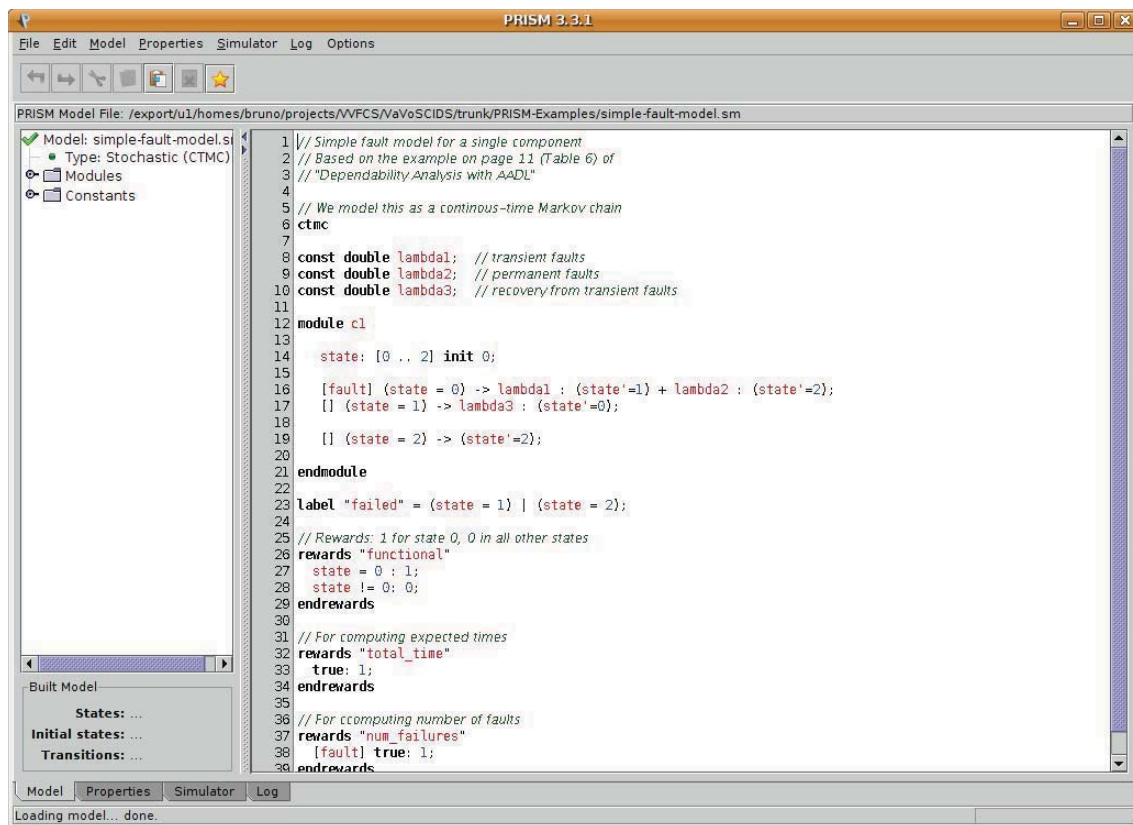 PRISM 3.3.1
File Edit Model Properties Simulator Log Options
PRISM Model File: /export/u1/homes/bruno/projects/VVFCS/VaVoSCIDS/trunk/PRISM-Examples/simple-fault-model.sm
Model: simple-fault-model.s
Type: Stochastic (CTMC)
Modules
Constants
1 // Simple fault model for a single component
2 // Based on the example on page 11 (Table 6) of
3 // "Dependability Analysis with AADL"
4
5 // We model this as a continous-time Markov chain
6 ctmc
7
8 const double lambda1; // transient faults
9 const double lambda2; // permanent faults
10 const double lambda3; // recovery from transient faults
11
12 module c1
13
14 state: [0 .. 2] init 0;
15
16 [fault] (state = 0) -> lambda1 : (state'=1) + lambda2 : (state'=2);
17 [] (state = 1) -> lambda3 : (state'=0);
18
19 [] (state = 2) -> (state'=2);
20
21 endmodule
22
23 label "failed" = (state = 1) | (state = 2);
24
25 // Rewards: 1 for state 0, 0 in all other states
26 rewards "functional"
27 state = 0 : 1;
28 state != 0: 0;
29 endrewards
30
31 // For computing expected times
32 rewards "total_time"
33 true: 1;
34 endrewards
35
36 // For ccomputing number of faults
37 rewards "num_failures"
38 [fault] true: 1;
39 endrewards
Built Model
States: ...
Initial states: ...
Transitions: ...
Model Properties Simulator Log
Loading model... done.